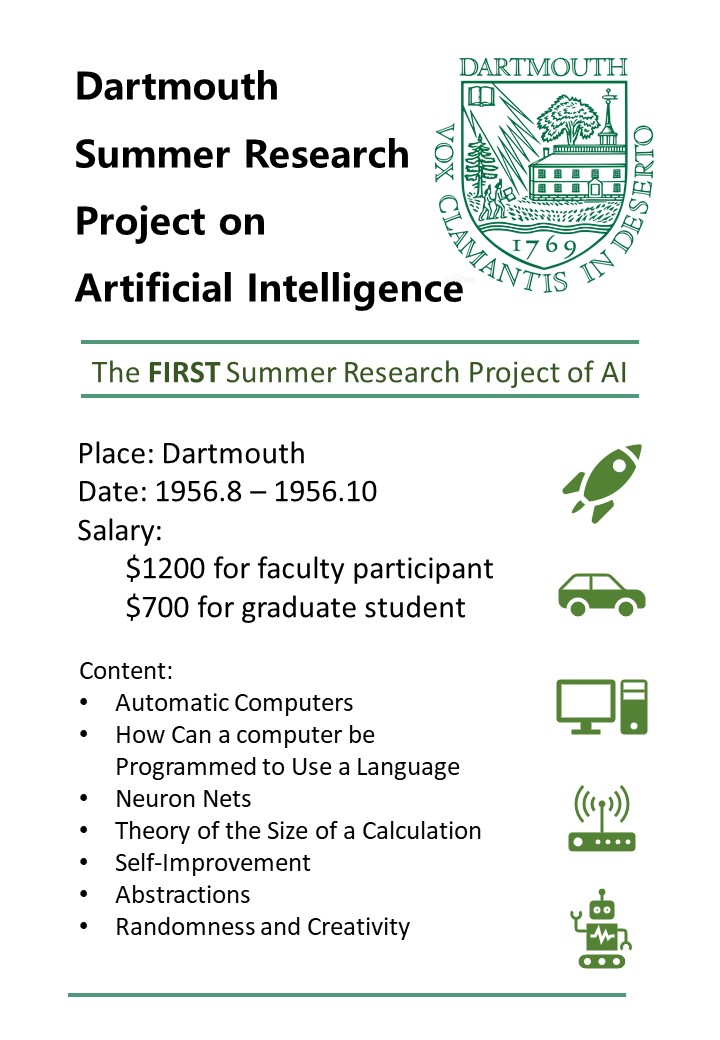 Dartmouth
Summer Research
Project on
Artificial Intelligence
DARTMOUTH
VOX CLAMANTIS IN DESERTO
1769
The FIRST Summer Research Project of AI
Place: Dartmouth
Date: 1956.8 – 1956.10
Salary:
$1200 for faculty participant
$700 for graduate student
Content:
• Automatic Computers
• How Can a computer be
Programmed to Use a Language
• Neuron Nets
• Theory of the Size of a Calculation
• Self-Improvement
• Abstractions
• Randomness and Creativity